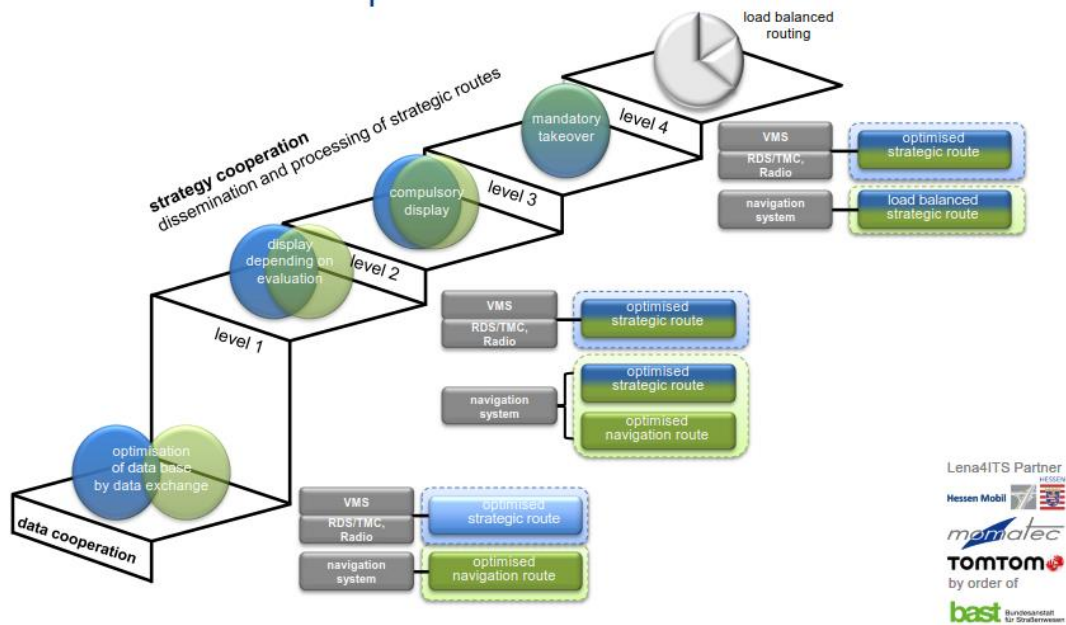 load balanced
routing
strategy cooperation
dissemination and processing of strategic routes
mandatory
takeover
level 4
compulsory
display
level 3
display
depending on
evaluation
level 2
level 1
optimisation
of data base
by data exchange
data cooperation
VMS
RDS/TMC,
Radio
optimised
strategic route
navigation
system
load balanced
strategic route
VMS
RDS/TMC,
Radio
optimised
strategic route
navigation
system
optimised
strategic route
optimised
navigation route
VMS
RDS/TMC,
Radio
optimised
strategic route
navigation
system
optimised
navigation route
Lena4ITS Partner
HESSEN
Hessen Mobil
momatec
TOMTOM
by order of
bast
Bundesanstalt
für Straßenwesen